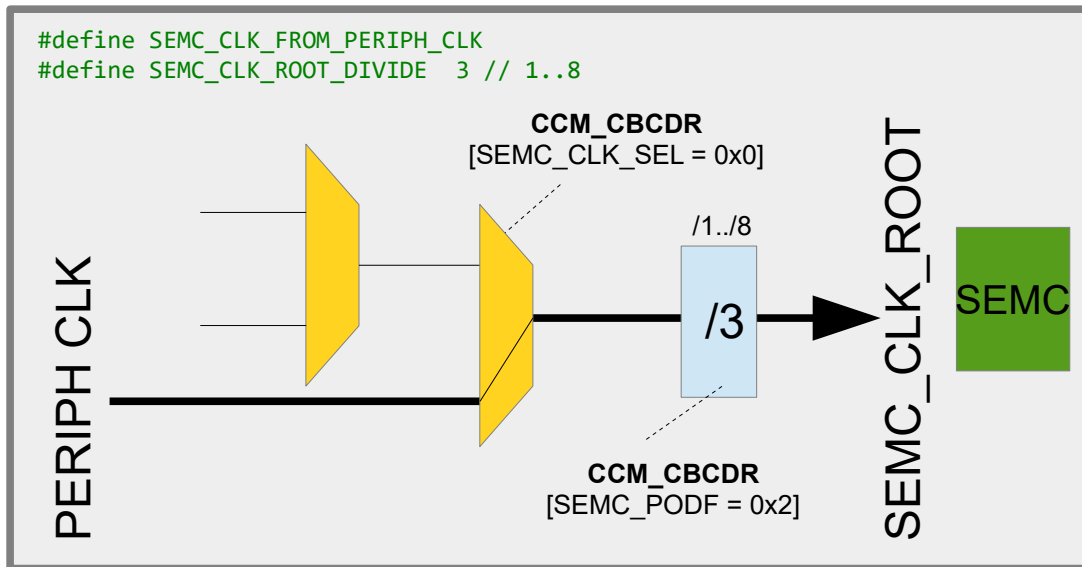 #define SEMC_CLK_FROM_PERIPH_CLK
#define SEMC_CLK_ROOT_DIVIDE  3 // 1..8
CCM_CBCDR
[SEMC_CLK_SEL = 0x0]
/1../8
PERIPH CLK
/3
SEMC_CLK_ROOT
SEMC
CCM_CBCDR
[SEMC_PODF = 0x2]